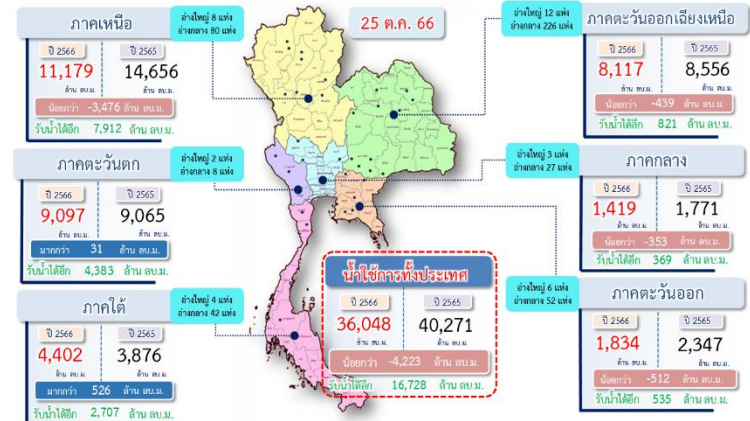 ภาคเหนือ
ปี 2566 ปี 2565
11,179 14,656
ล้าน ลบ.ม. ล้าน ลบ.ม.
น้อยกว่า -3,476 ล้าน ลบ.ม.
รับน้ำได้อีก 7,912 ล้าน ลบ.ม.
อ่างใหญ่ 8 แห่ง
อ่างกลาง 80 แห่ง
25 ต.ค. 66
อ่างใหญ่ 12 แห่ง
อ่างกลาง 226 แห่ง
ภาคตะวันออกเฉียงเหนือ
ปี 2566 ปี 2565
8,117 8,556
ล้าน ลบ.ม. ล้าน ลบ.ม.
น้อยกว่า -439 ล้าน ลบ.ม.
รับน้ำได้อีก 821 ล้าน ลบ.ม.
ภาคตะวันตก
ปี 2566 ปี 2565
9,097 9,065
ล้าน ลบ.ม. ล้าน ลบ.ม.
มากกว่า 31 ล้าน ลบ.ม.
รับน้ำได้อีก 4,383 ล้าน ลบ.ม.
อ่างใหญ่ 2 แห่ง
อ่างกลาง 8 แห่ง
อ่างใหญ่ 3 แห่ง
อ่างกลาง 27 แห่ง
ภาคกลาง
ปี 2566 ปี 2565
1,419 1,771
ล้าน ลบ.ม. ล้าน ลบ.ม.
น้อยกว่า -353 ล้าน ลบ.ม.
รับน้ำได้อีก 369 ล้าน ลบ.ม.
ภาคใต้
ปี 2566 ปี 2565
4,402 3,876
ล้าน ลบ.ม. ล้าน ลบ.ม.
มากกว่า 526 ล้าน ลบ.ม.
รับน้ำได้อีก 2,707 ล้าน ลบ.ม.
อ่างใหญ่ 4 แห่ง
อ่างกลาง 42 แห่ง
น้ำใช้การทั้งประเทศ
ปี 2566 ปี 2565
36,048 40,271
ล้าน ลบ.ม. ล้าน ลบ.ม.
น้อยกว่า -4,223 ล้าน ลบ.ม.
รับน้ำได้อีก 16,728 ล้าน ลบ.ม.
อ่างใหญ่ 6 แห่ง
อ่างกลาง 52 แห่ง
ภาคตะวันออก
ปี 2566 ปี 2565
1,834 2,347
ล้าน ลบ.ม. ล้าน ลบ.ม.
น้อยกว่า -512 ล้าน ลบ.ม.
รับน้ำได้อีก 535 ล้าน ลบ.ม.